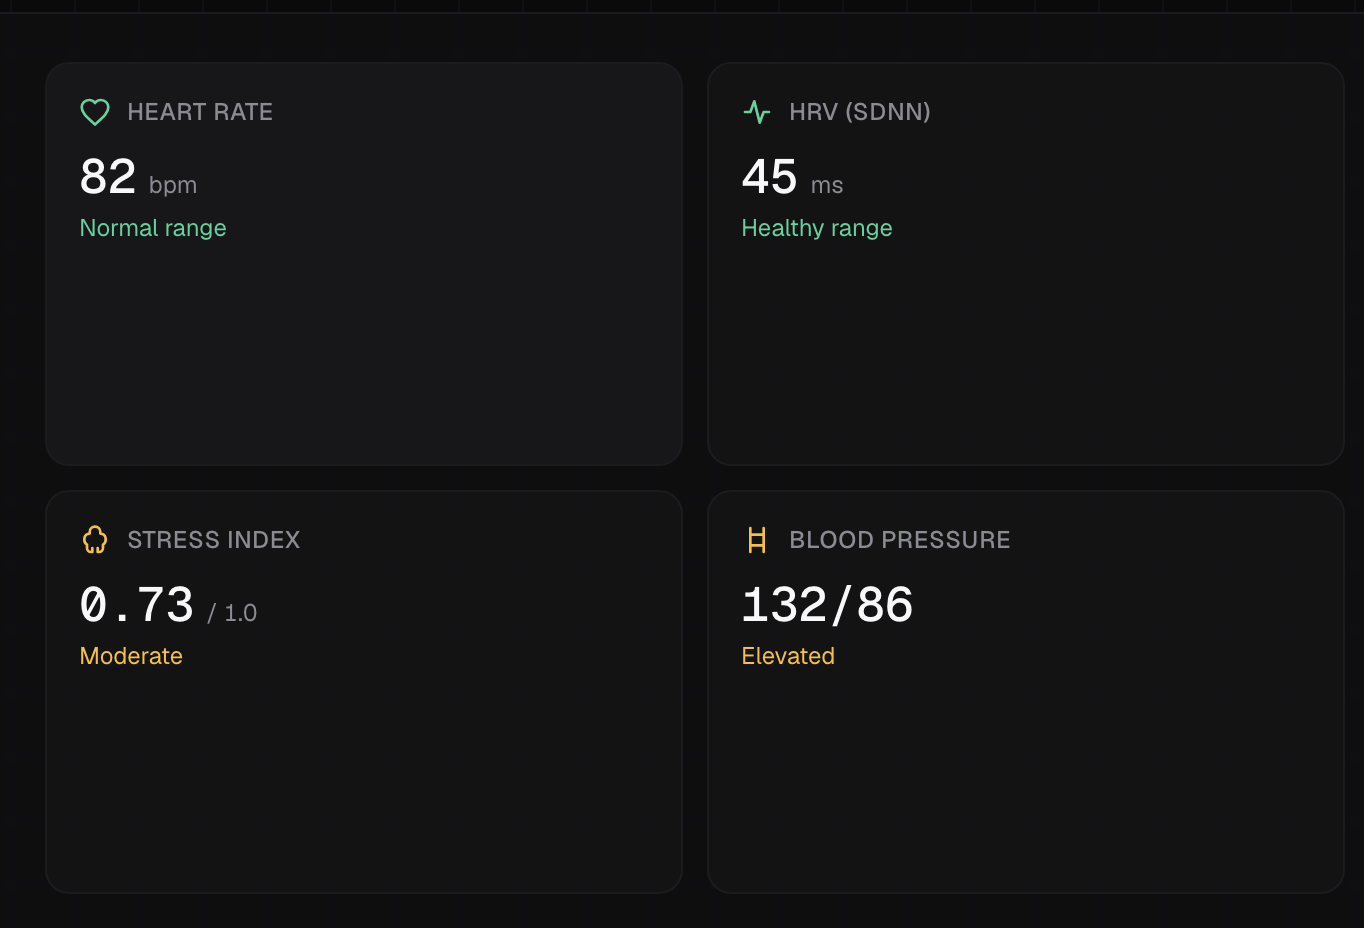 HEART RATE
82 bpm
Normal range
HRV (SDNN)
45 ms
Healthy range
STRESS INDEX
0.73 / 1.0
Moderate
BLOOD PRESSURE
132/86
Elevated